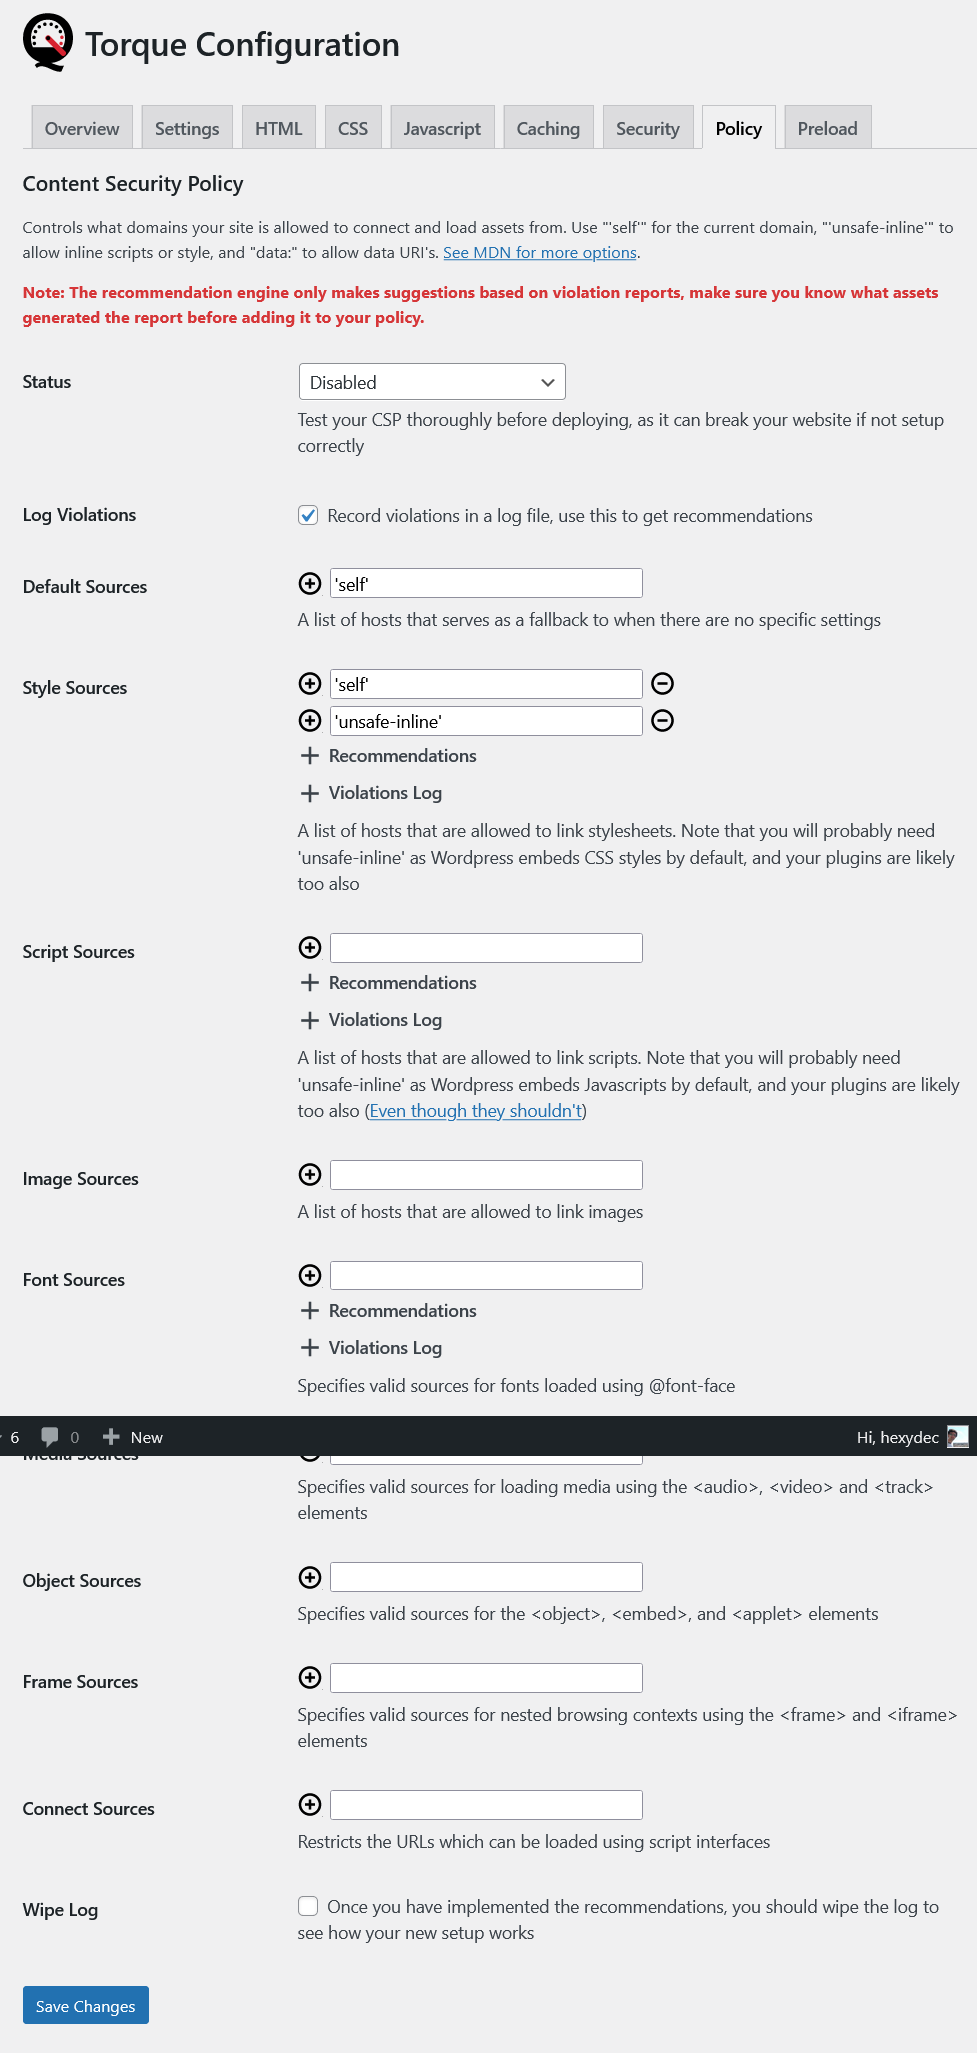 Torque Configuration
Overview Settings HTML CSS Javascript Caching Security Policy Preload
Content Security Policy
Controls what domains your site is allowed to connect and load assets from. Use "'self'" for the current domain, "'unsafe-inline'" to
allow inline scripts or style, and "data:" to allow data URI's. See MDN for more options.
Note: The recommendation engine only makes suggestions based on violation reports, make sure you know what assets
generated the report before adding it to your policy.
Status
Disabled
Test your CSP thoroughly before deploying, as it can break your website if not setup
correctly
Log Violations
Record violations in a log file, use this to get recommendations
Default Sources
'self'
A list of hosts that serves as a fallback to when there are no specific settings
Style Sources
'self'
'unsafe-inline'
Recommendations
Violations Log
A list of hosts that are allowed to link stylesheets. Note that you will probably need
'unsafe-inline' as Wordpress embeds CSS styles by default, and your plugins are likely
too also
Script Sources
Recommendations
Violations Log
A list of hosts that are allowed to link scripts. Note that you will probably need
'unsafe-inline' as Wordpress embeds Javascripts by default, and your plugins are likely
too also (Even though they shouldn't)
Image Sources
A list of hosts that are allowed to link images
Font Sources
Recommendations
Violations Log
Specifies valid sources for fonts loaded using @font-face
6 0 New Hi, hexydec
Media Sources
Specifies valid sources for loading media using the <audio>, <video> and <track>
elements
Object Sources
Specifies valid sources for the <object>, <embed>, and <applet> elements
Frame Sources
Specifies valid sources for nested browsing contexts using the <frame> and <iframe>
elements
Connect Sources
Restricts the URLs which can be loaded using script interfaces
Wipe Log
Once you have implemented the recommendations, you should wipe the log to
see how your new setup works
Save Changes